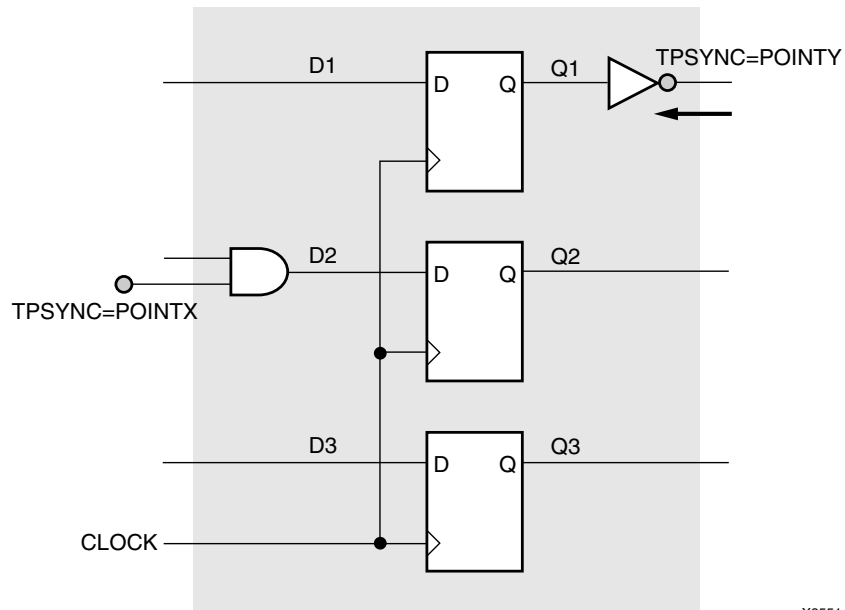 D1
Q1
TPSYNC=POINTY
D
Q
D2
Q2
D
Q
TPSYNC=POINTX
D3
Q3
D
Q
CLOCK